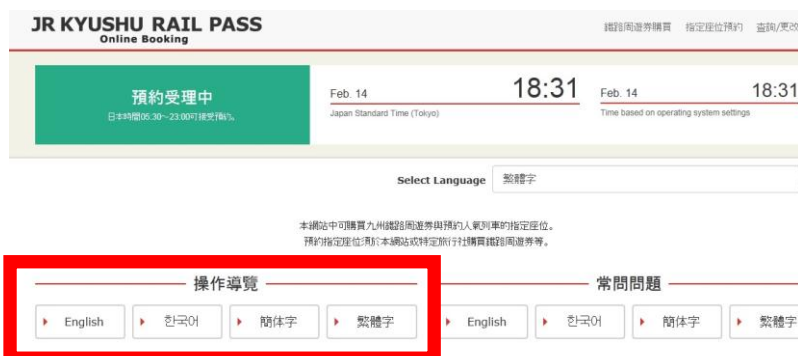 JR KYUSHU RAIL PASS
Online Booking
鐵路周遊券購買 指定座位預約 查詢/更改
預約受理中
日本時間05:30～23:00可接受預約。
Feb. 14 18:31
Japan Standard Time (Tokyo)
Feb. 14 18:31
Time based on operating system settings
Select Language 繁體字
本網站中可購買九州鐵路周遊券與預約人氣列車的指定座位。
預約指定座位須於本網站或特定旅行社購買鐵路周遊券等。
操作導覽
常問問題
English 한국어 簡体字 繁體字
English 한국어 簡体字 繁體字